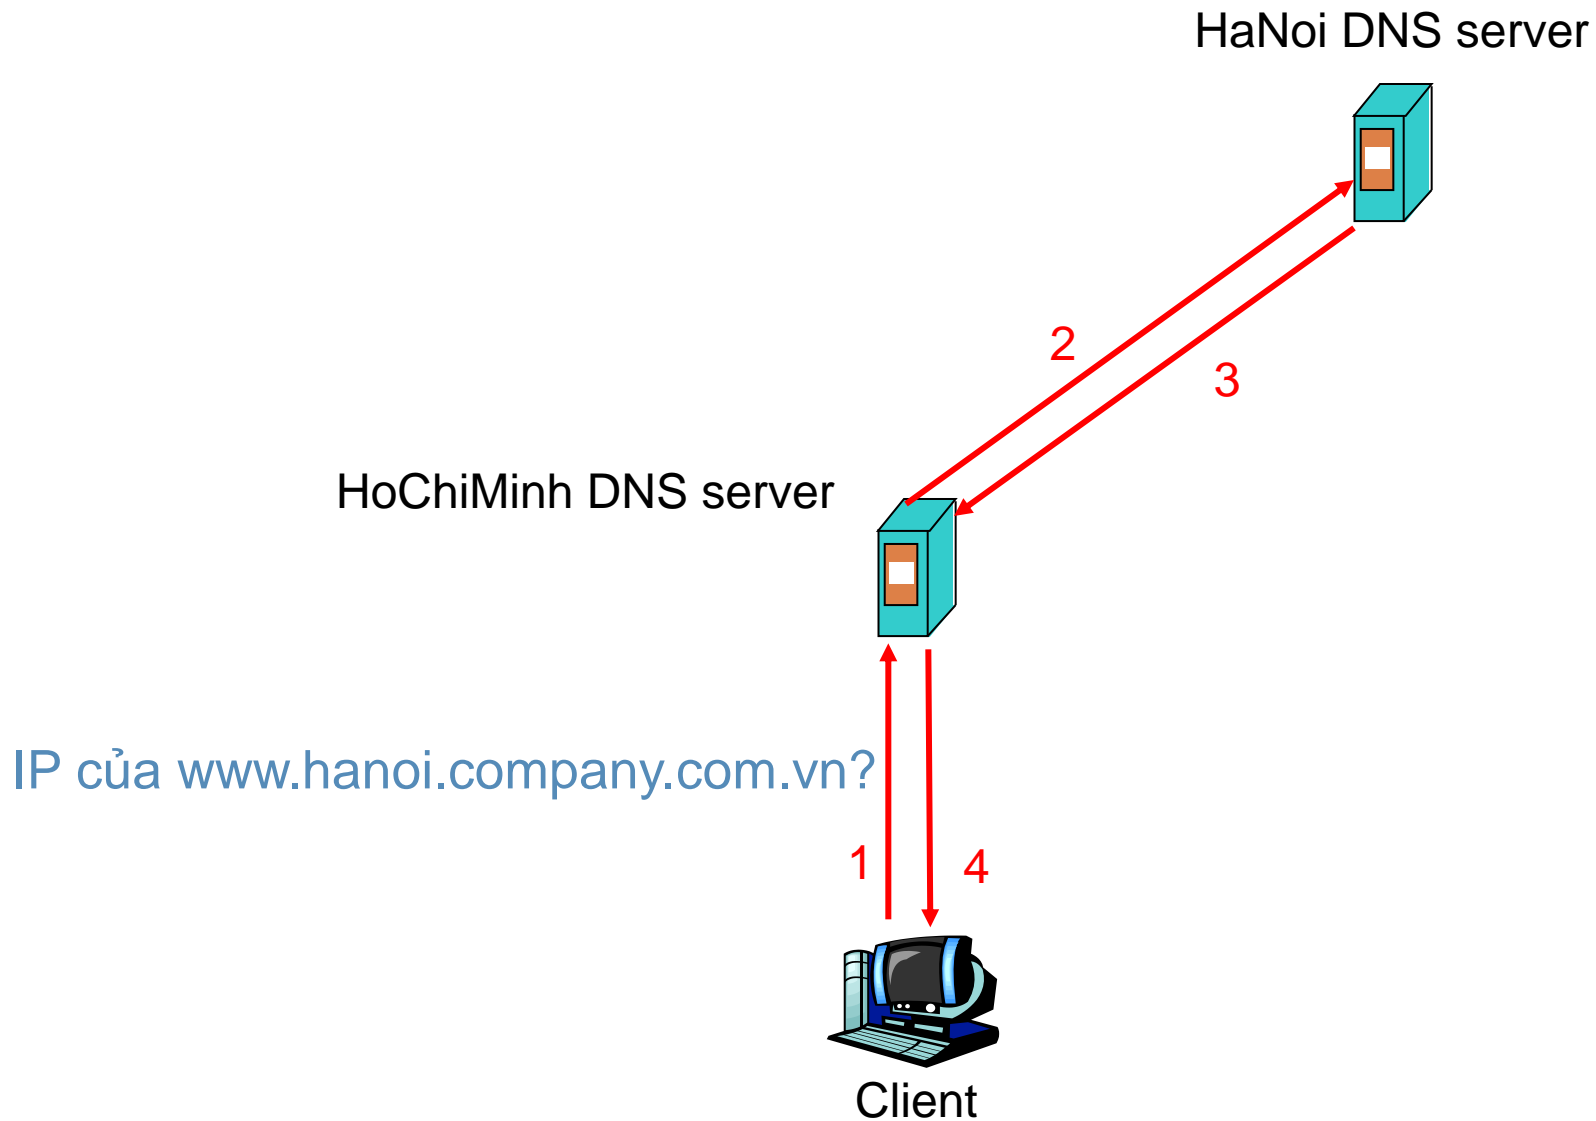 HaNoi DNS server
2
3
HoChiMinh DNS server
IP của www.hanoi.company.com.vn?
1
4
Client